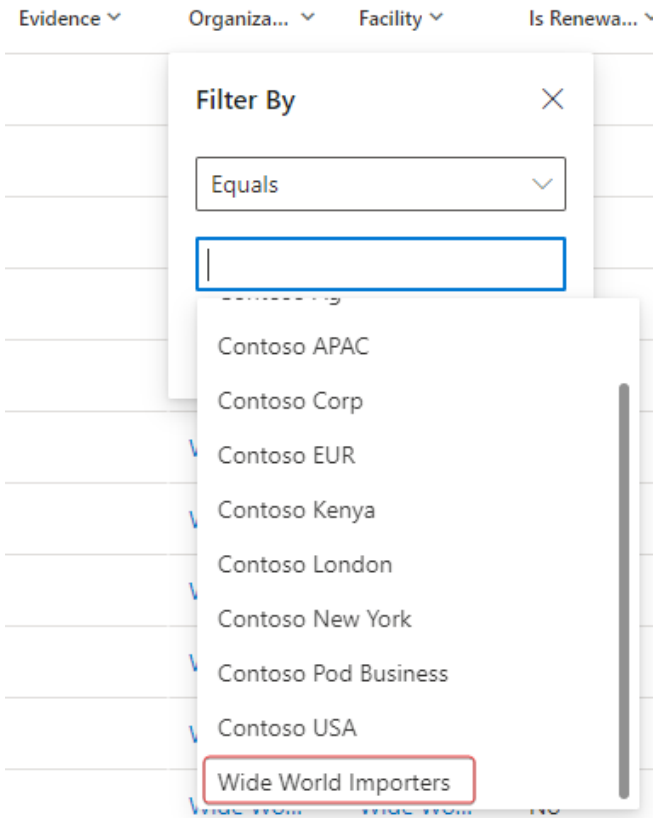 Evidence Organiza... Facility Is Renewa...
Filter By
Equals
Contoso APAC
Contoso Corp
Contoso EUR
Contoso Kenya
Contoso London
Contoso New York
Contoso Pod Business
Contoso USA
Wide World Importers